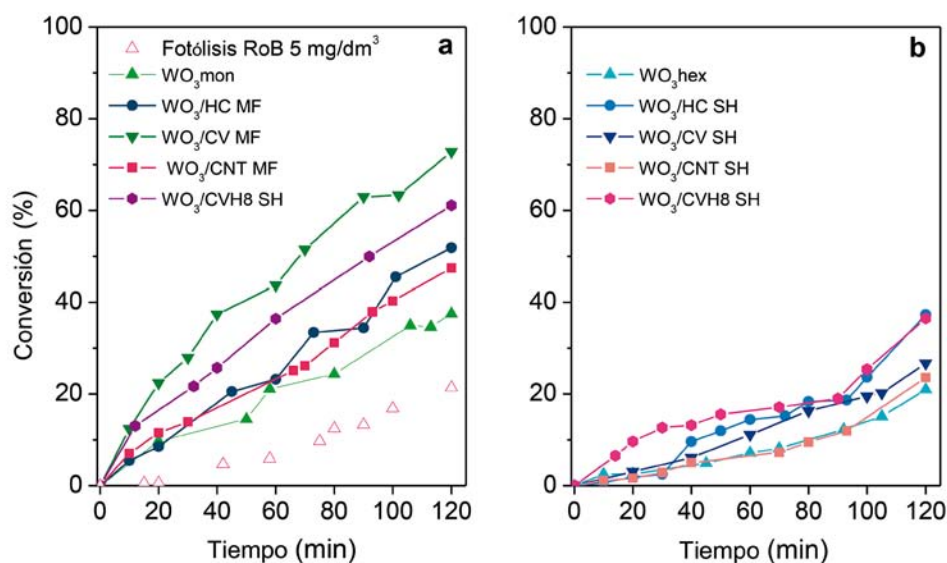 100
80
60
40
20
0
Conversión (%)
a
Fotólisis RoB 5 mg/dm³
WO₃mon
WO₃/HC MF
WO₃/CV MF
WO₃/CNT MF
WO₃/CVH8 SH
0 20 40 60 80 100 120
Tiempo (min)
100
80
60
40
20
0
b
WO₃hex
WO₃/HC SH
WO₃/CV SH
WO₃/CNT SH
WO₃/CVH8 SH
0 20 40 60 80 100 120
Tiempo (min)